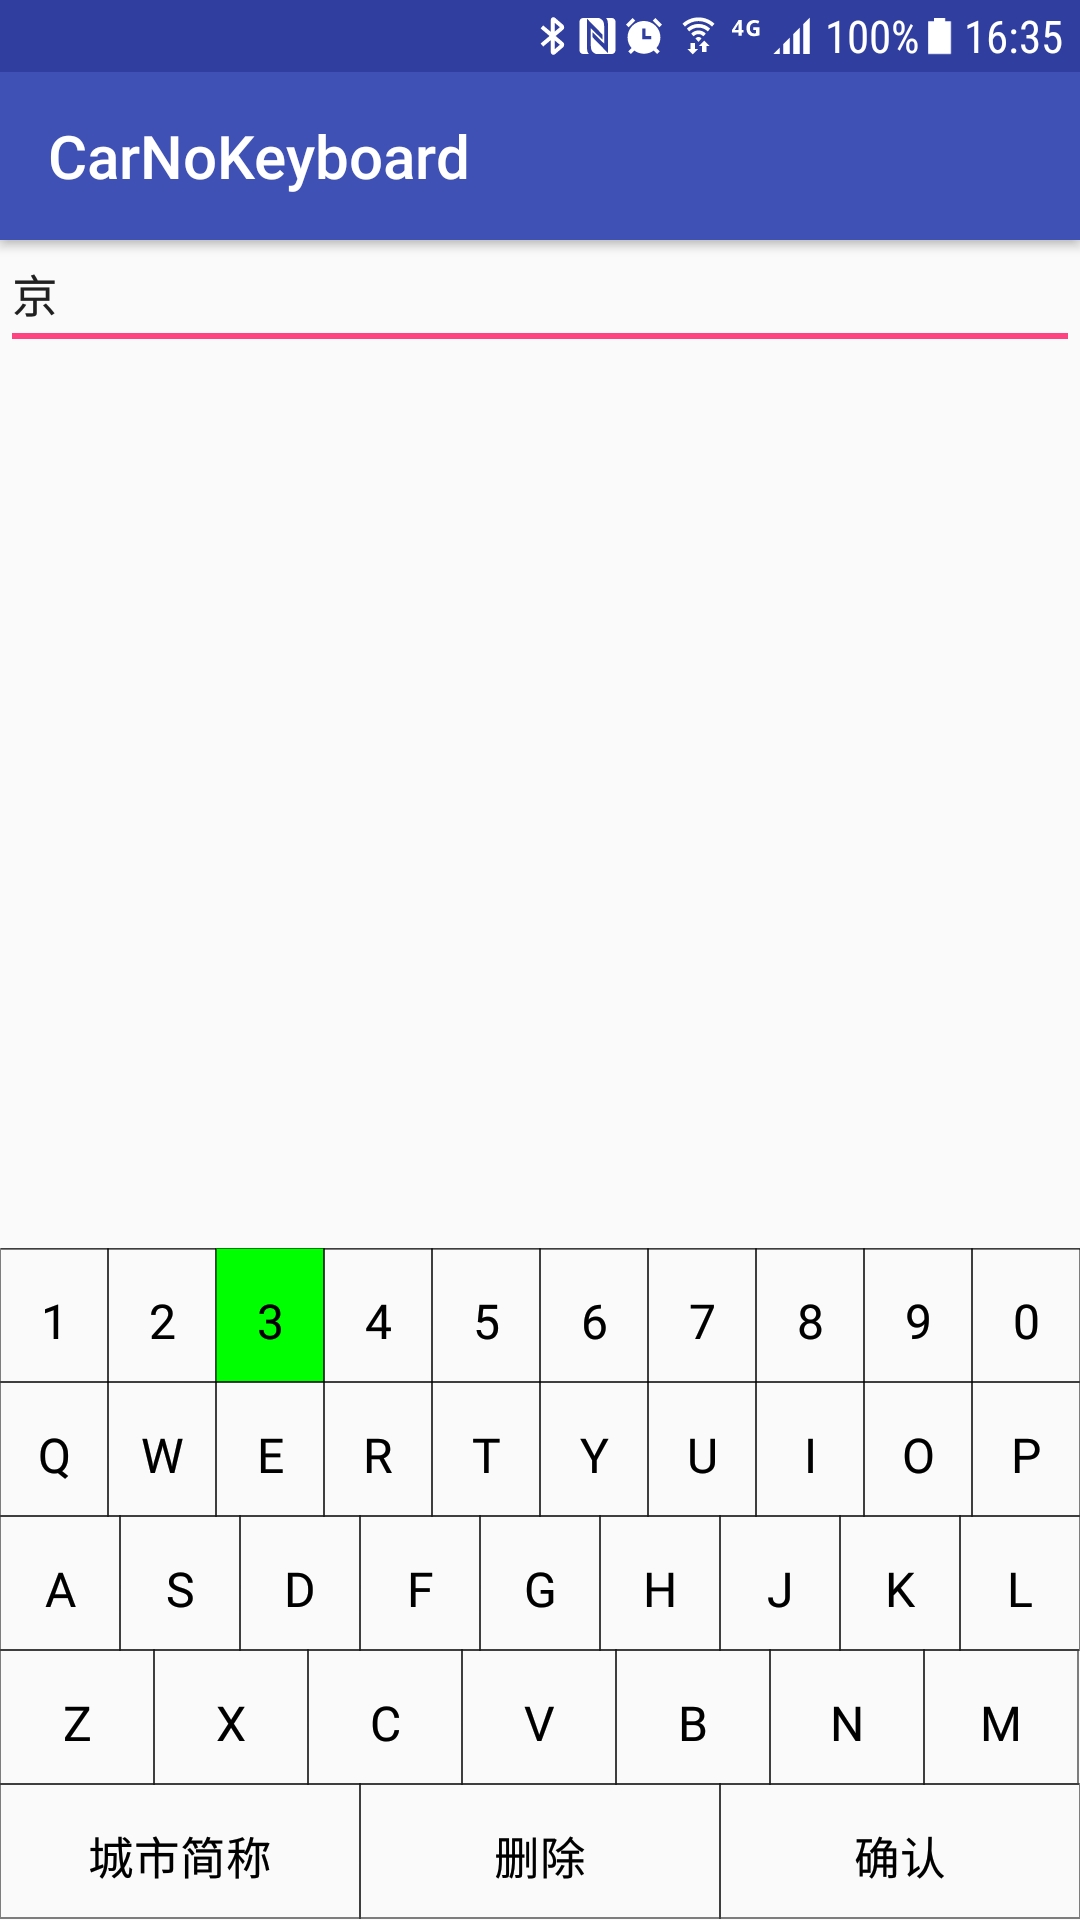 4G 100% 16:35
CarNoKeyboard
京
1 2 3 4 5 6 7 8 9 0
Q W E R T Y U I O P
A S D F G H J K L
Z X C V B N M
城市简称 删除 确认